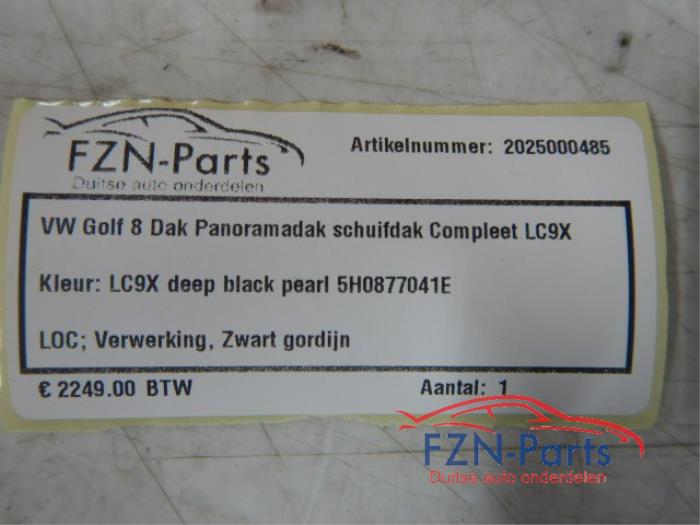 FZN-Parts
Duitse auto onderdelen
Artikelnummer: 2025000485
VW Golf 8 Dak Panoramadak schuifdak Compleet LC9X
Kleur: LC9X deep black pearl 5H0877041E
LOC; Verwerking, Zwart gordijn
€ 2249.00 BTW
Aantal: 1
FZN-Parts
Duitse auto onderdelen